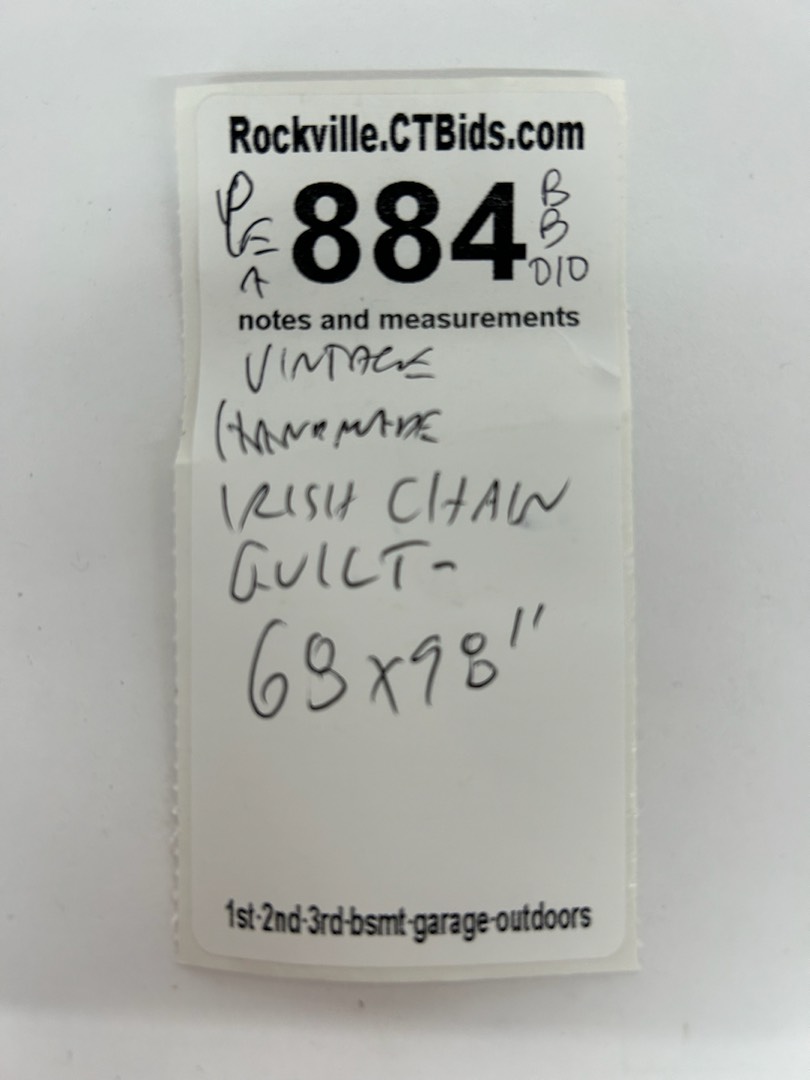 Rockville.CTBids.com
884
B
B
010
notes and measurements
VINTAGE
HANDMADE
IRISH CHAIN
QUILT-
68x98"
1st-2nd-3rd-bsmt-garage-outdoors